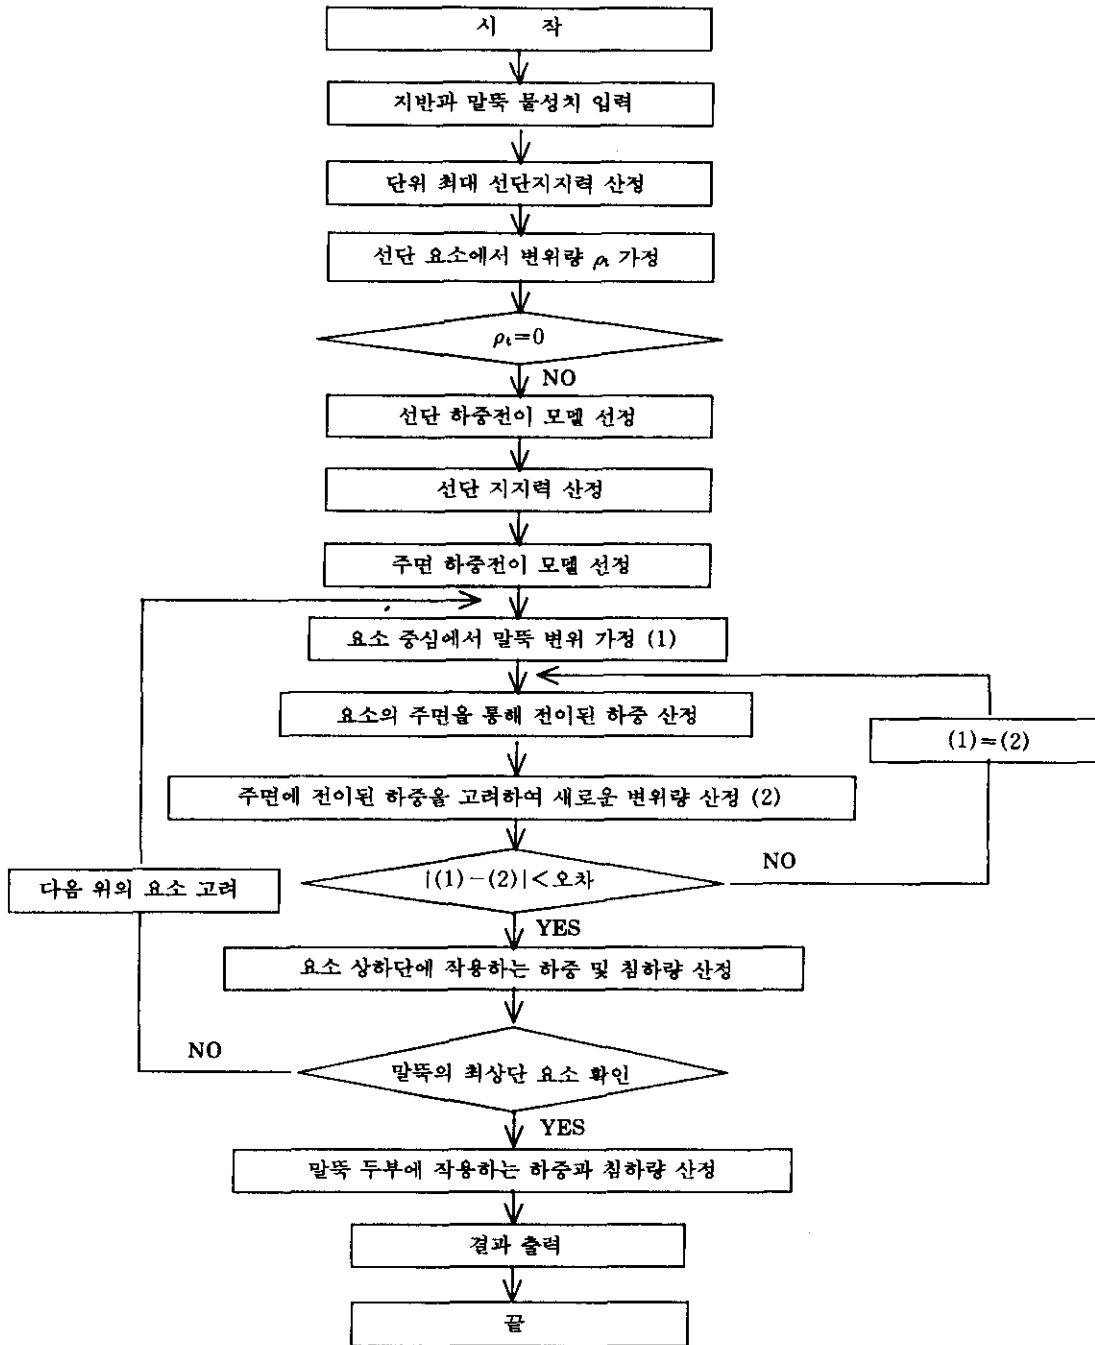 시 작
지반과 말뚝 물성치 입력
단위 최대 선단지지력 산정
선단 요소에서 변위량 ρt 가정
ρt=0
NO
선단 하중전이 모델 선정
선단 지지력 산정
주면 하중전이 모델 선정
요소 중심에서 말뚝 변위 가정 (1)
요소의 주면을 통해 전이된 하중 산정
(1)=(2)
주면에 전이된 하중을 고려하여 새로운 변위량 산정 (2)
|(1)-(2)|<오차
NO
다음 위의 요소 고려
YES
요소 상하단에 작용하는 하중 및 침하량 산정
NO
말뚝의 최상단 요소 확인
YES
말뚝 두부에 작용하는 하중과 침하량 산정
결과 출력
끝